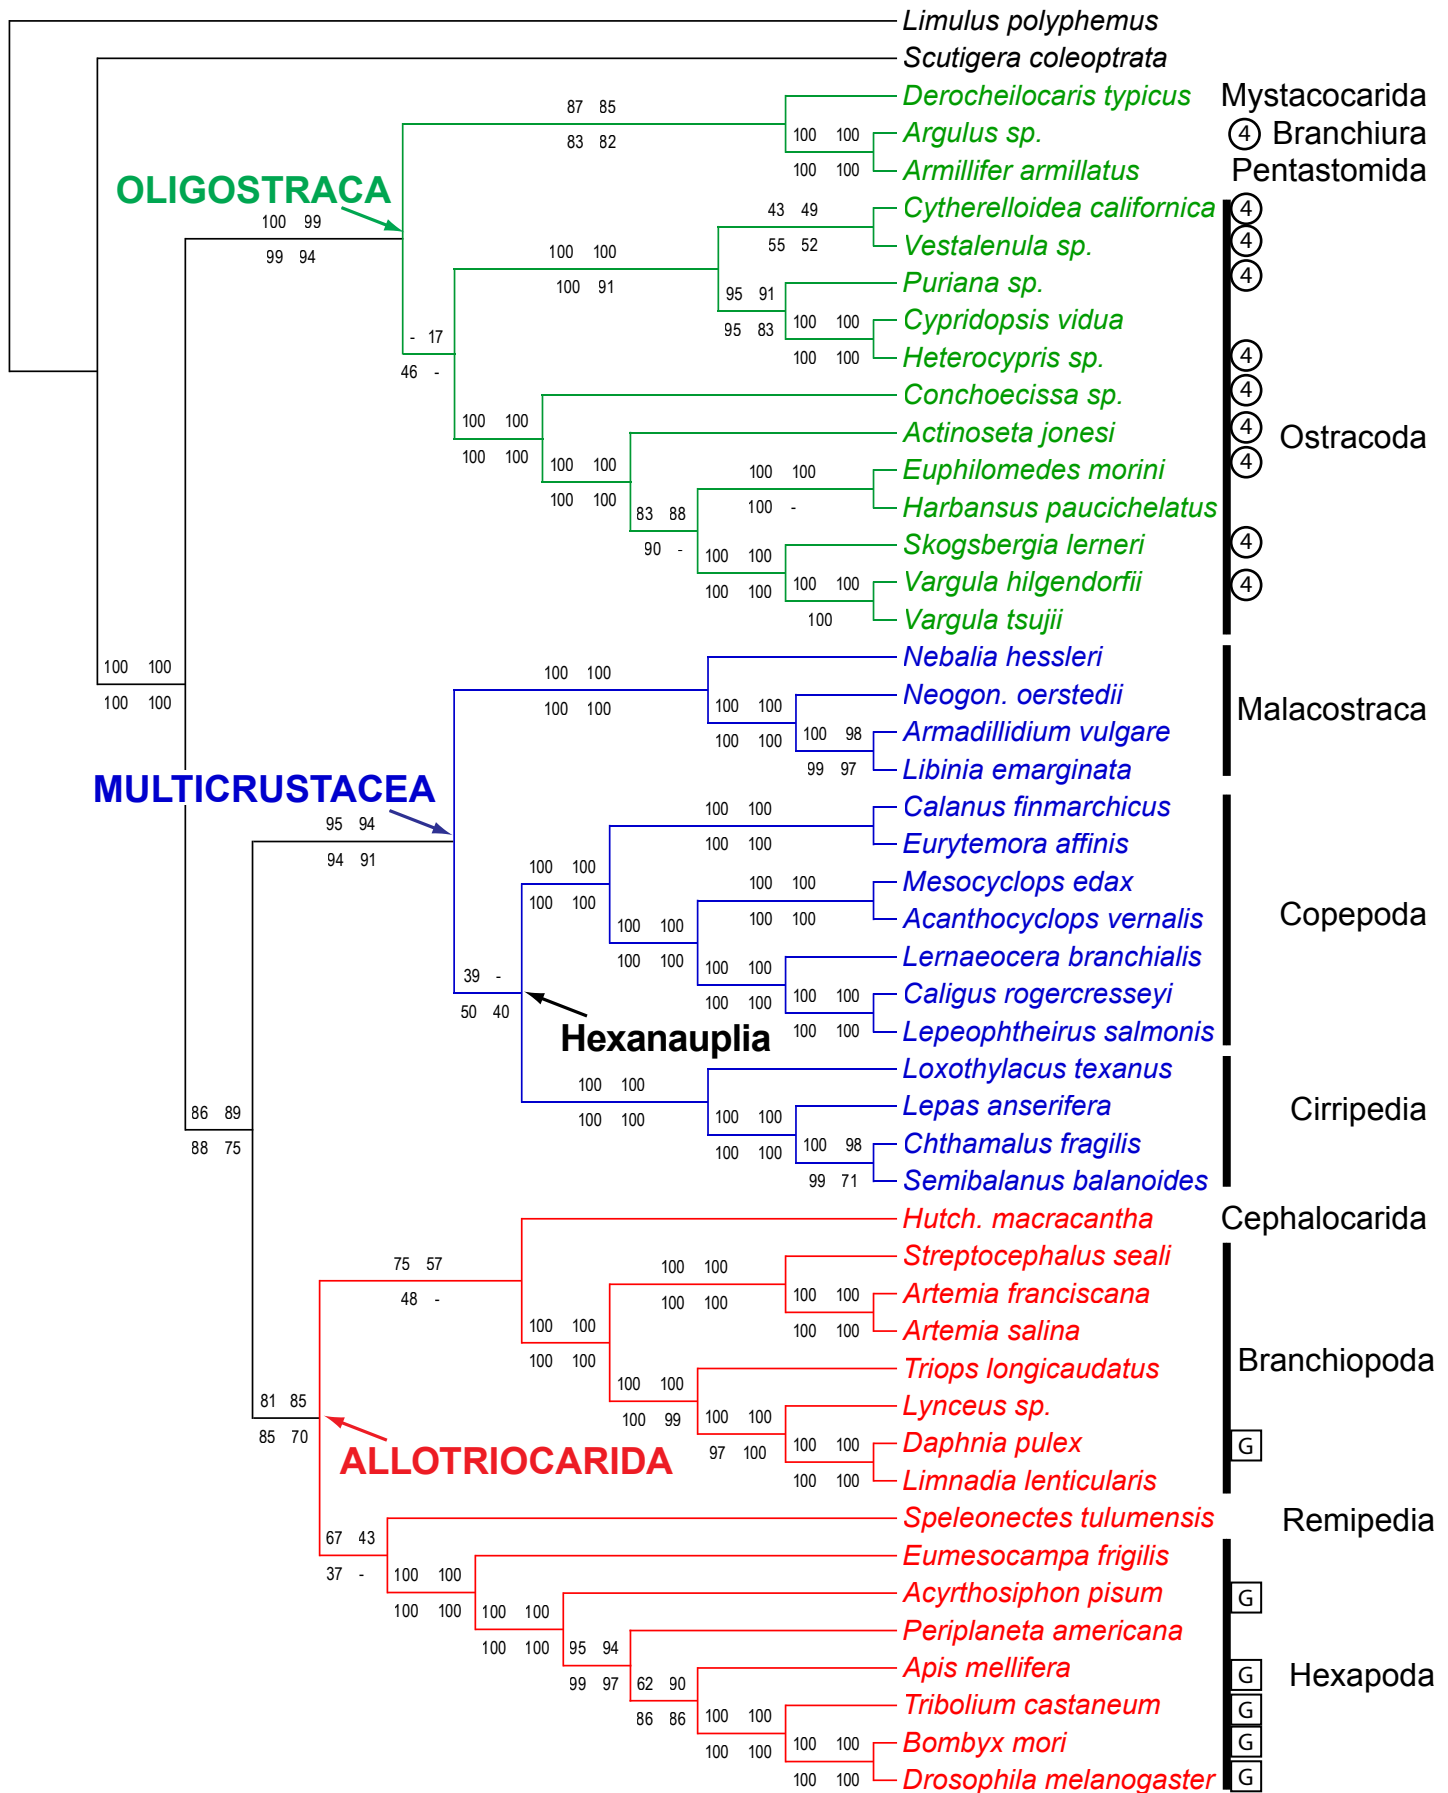 Limulus polyphemus
Scutigera coleoptrata
87 85
Derocheilocaris typicus Mystacocarida
83 82
100 100
Argulus sp. 4 Branchiura
100 100
Armillifer armillatus Pentastomida
OLIGOSTRACA
100 99
99 94
43 49
Cytherelloidea californica 4
55 52
Vestalenula sp. 4
100 100
100 91
95 91
Puriana sp. 4
95 83
100 100
Cypridopsis vidua
100 100
Heterocypris sp. 4
- 17
46 -
Conchoecissa sp. 4
100 100
100 100
Actinoseta jonesi 4
Ostracoda
100 100
100 100
100 100
Euphilomedes morini 4
100 -
Harbansus paucichelatus
83 88
90 -
Skogsbergia lerneri 4
100 100
100 100
100 100
Vargula hilgendorfii 4
100
Vargula tsujii
100 100
100 100
Nebalia hessleri
100 100
100 100
Neogon. oerstedii
Malacostraca
100 100
100 100
100 98
Armadillidium vulgare
99 97
Libinia emarginata
MULTICRUSTACEA
95 94
94 91
100 100
Calanus finmarchicus
100 100
Eurytemora affinis
100 100
100 100
100 100
Mesocyclops edax
100 100
Acanthocyclops vernalis
Copepoda
100 100
100 100
Lernaeocera branchialis
100 100
100 100
100 100
Caligus rogercresseyi
100 100
Lepeophtheirus salmonis
39 -
50 40
Hexanauplia
Loxothylacus texanus
100 100
100 100
Lepas anserifera
Cirripedia
100 100
100 100
100 98
Chthamalus fragilis
99 71
Semibalanus balanoides
86 89
88 75
Hutch. macracantha Cephalocarida
75 57
48 -
Streptocephalus seali
100 100
100 100
100 100
Artemia franciscana
100 100
Artemia salina
100 100
100 100
Triops longicaudatus
Branchiopoda
100 100
100 99
Lynceus sp.
100 100
97 100
100 100
Daphnia pulex G
100 100
Limnadia lenticularis
81 85
85 70
ALLOTRIOCARIDA
Speleonectes tulumensis Remipedia
67 43
37 -
Eumesocampa frigilis
100 100
100 100
Acyrthosiphon pisum G
100 100
100 100
Periplaneta americana
95 94
99 97
Apis mellifera G
Hexapoda
62 90
86 86
Tribolium castaneum G
100 100
100 100
100 100
Bombyx mori G
100 100
Drosophila melanogaster G